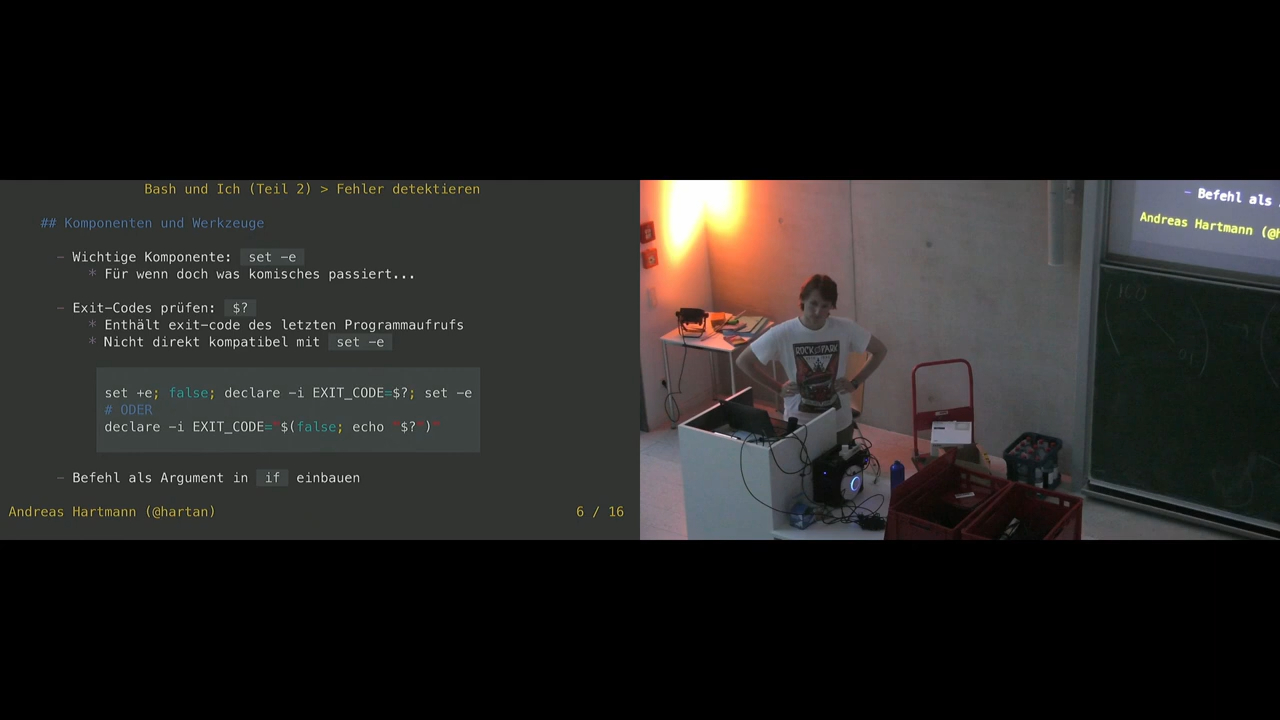 Bash und Ich (Teil 2) > Fehler detektieren
## Komponenten und Werkzeuge
– Wichtige Komponente: set -e
* Für wenn doch was komisches passiert...
– Exit-Codes prüfen: $?
* Enthält exit-code des letzten Programmaufrufs
* Nicht direkt kompatibel mit set -e
set +e; false; declare -i EXIT_CODE=$?; set -e
# ODER
declare -i EXIT_CODE="$(false; echo "$?")"
– Befehl als Argument in if einbauen
Andreas Hartmann (@hartan)
6 / 16
– Befehl als
Andreas Hartmann (@h